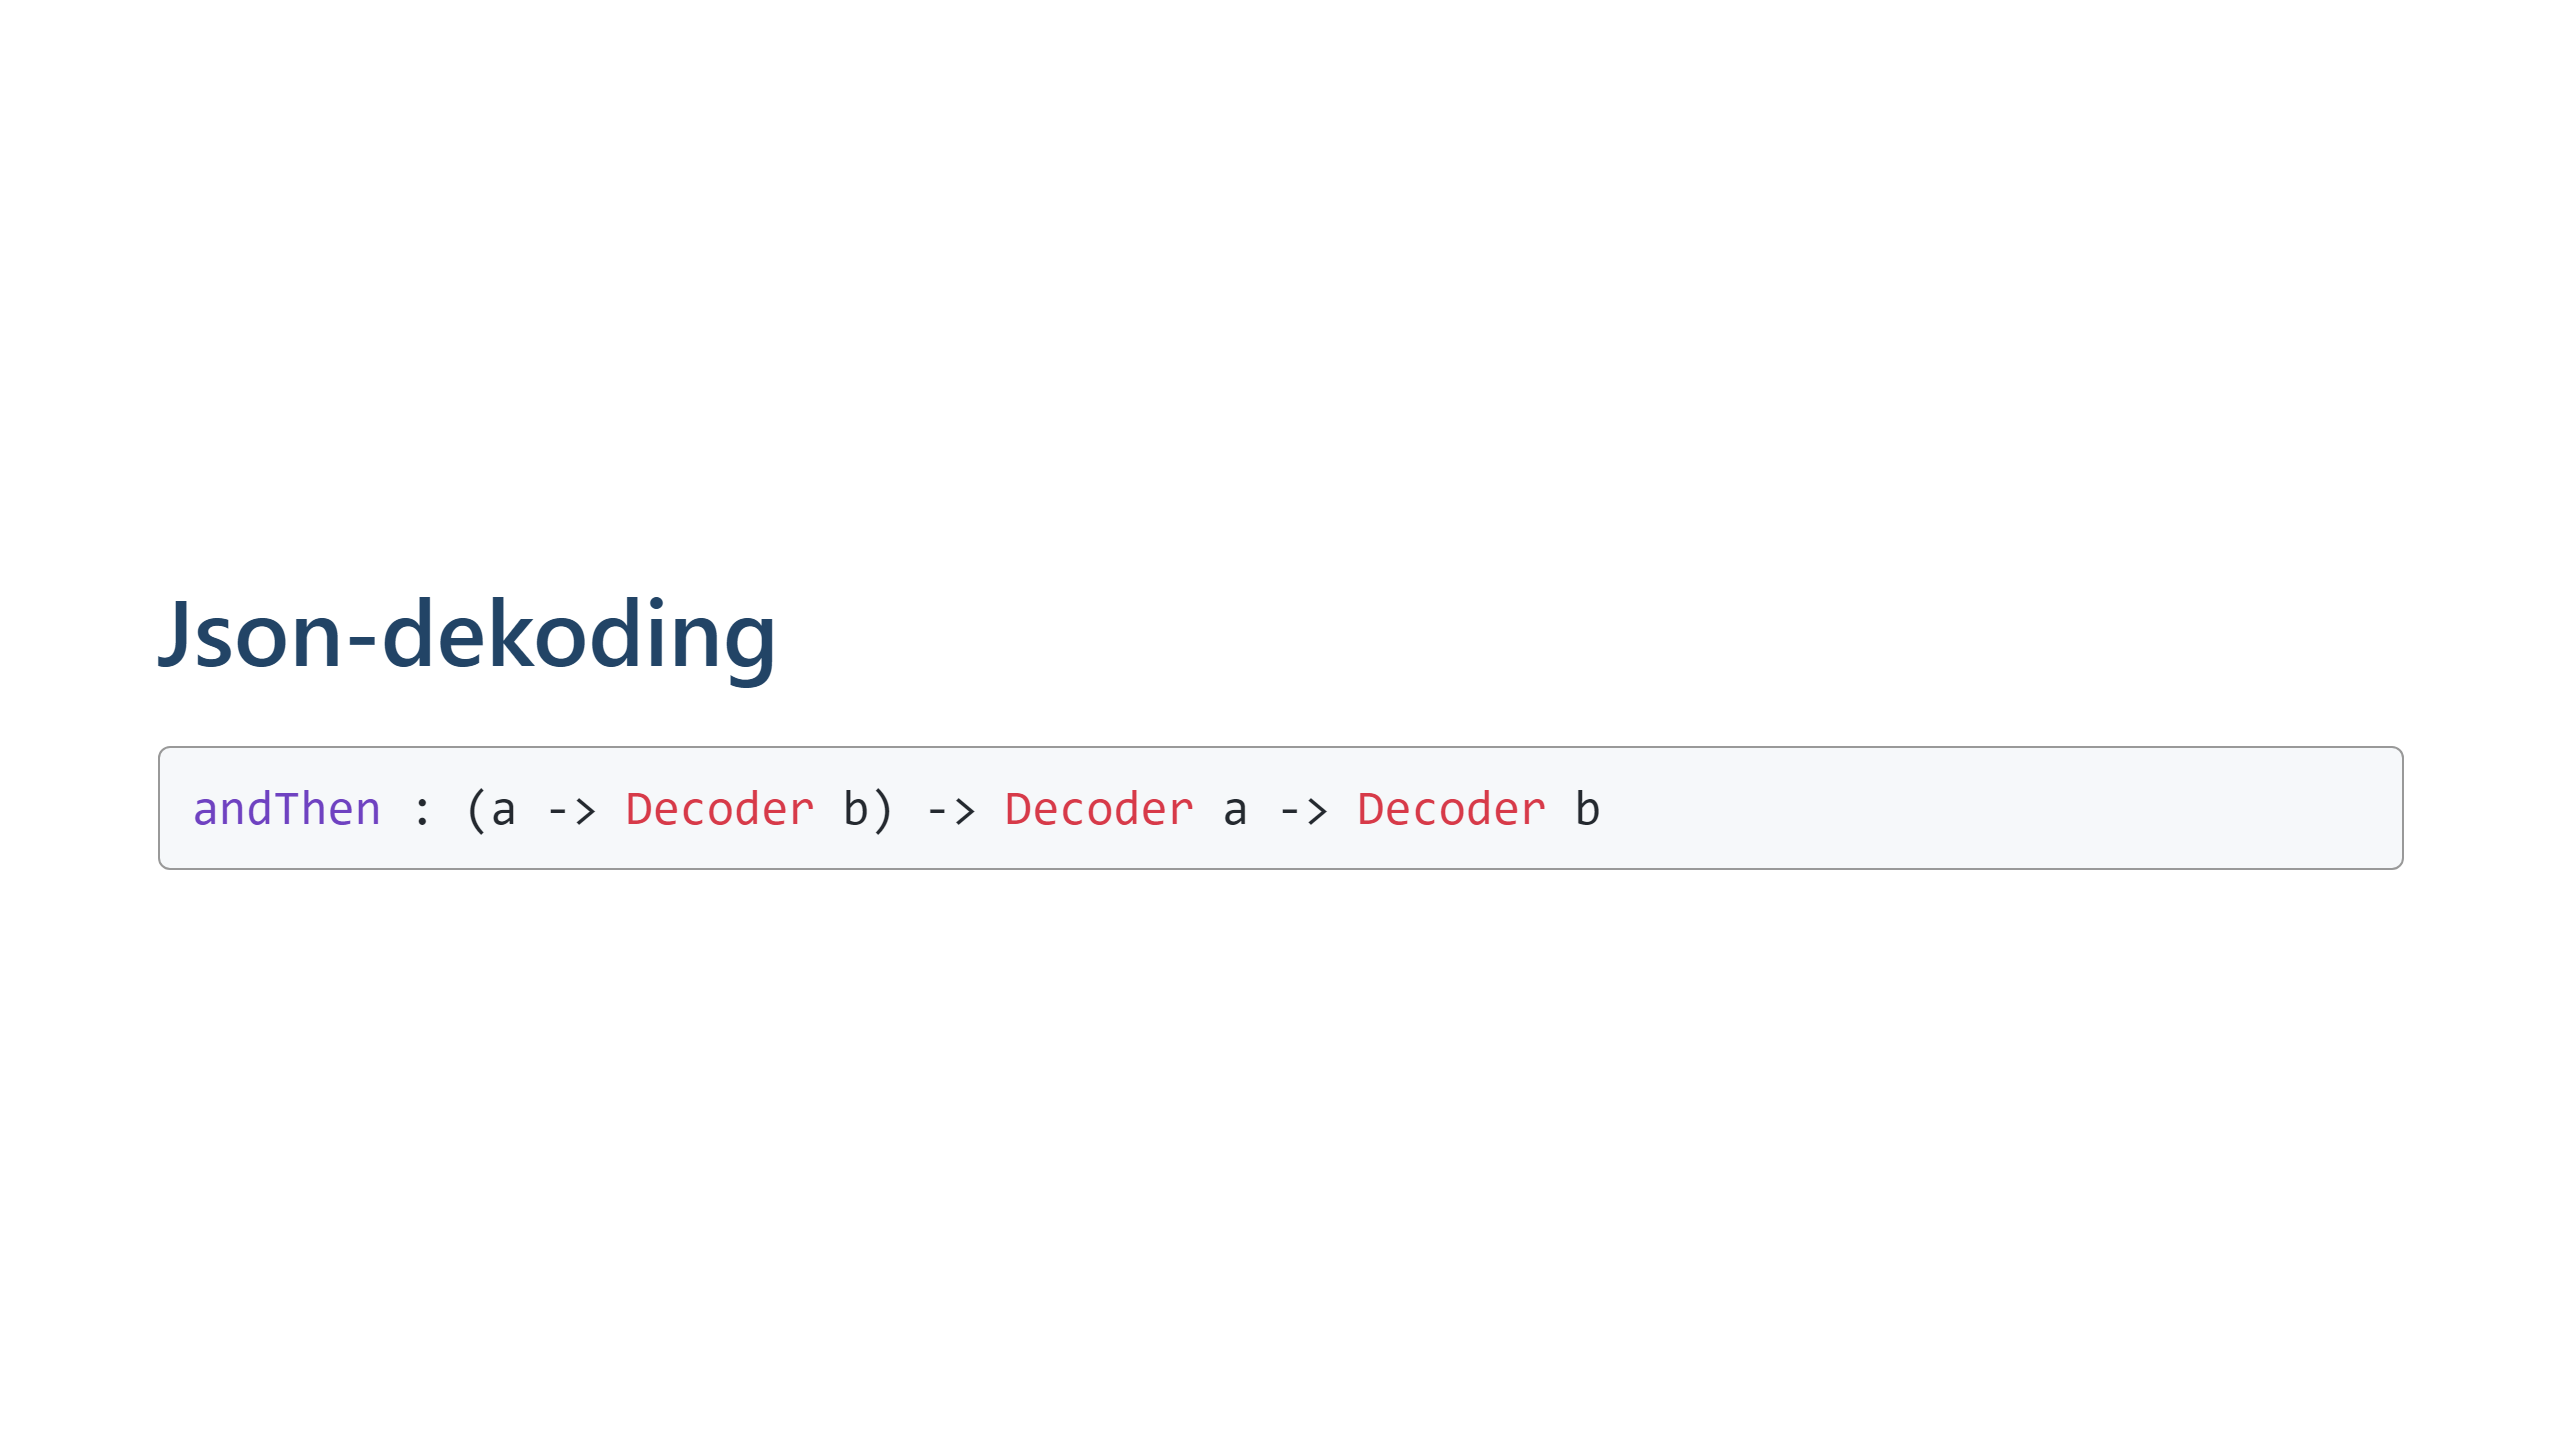 Json-dekoding
andThen : (a -> Decoder b) -> Decoder a -> Decoder b